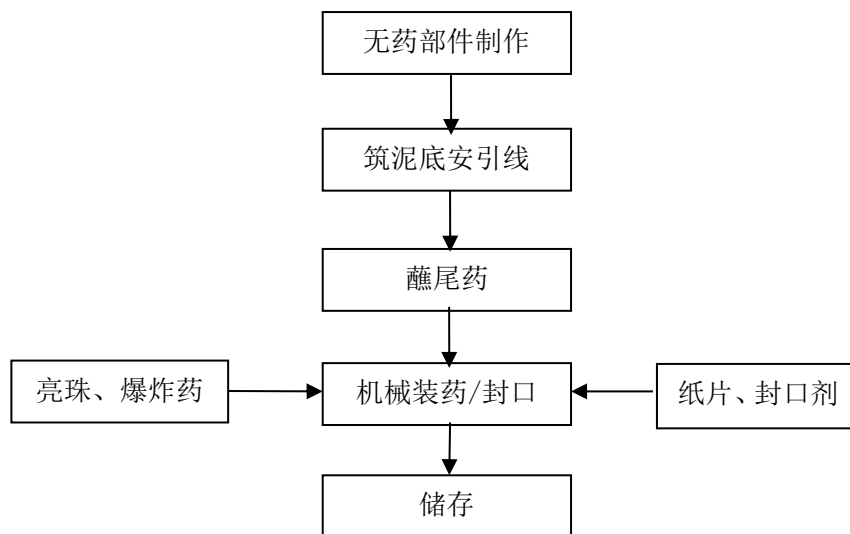 无药部件制作
筑泥底安引线
蘸尾药
亮珠、爆炸药
机械装药/封口
纸片、封口剂
储存